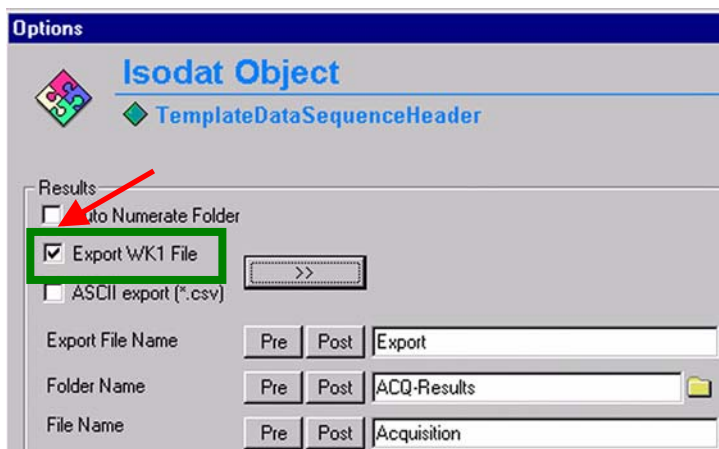 Options
Isodat Object
TemplateDataSequenceHeader
Results
Auto Numerate Folder
Export WK1 File
>>
ASCII export (*.csv)
Export File Name Pre Post Export
Folder Name Pre Post ACQ-Results
File Name Pre Post Acquisition